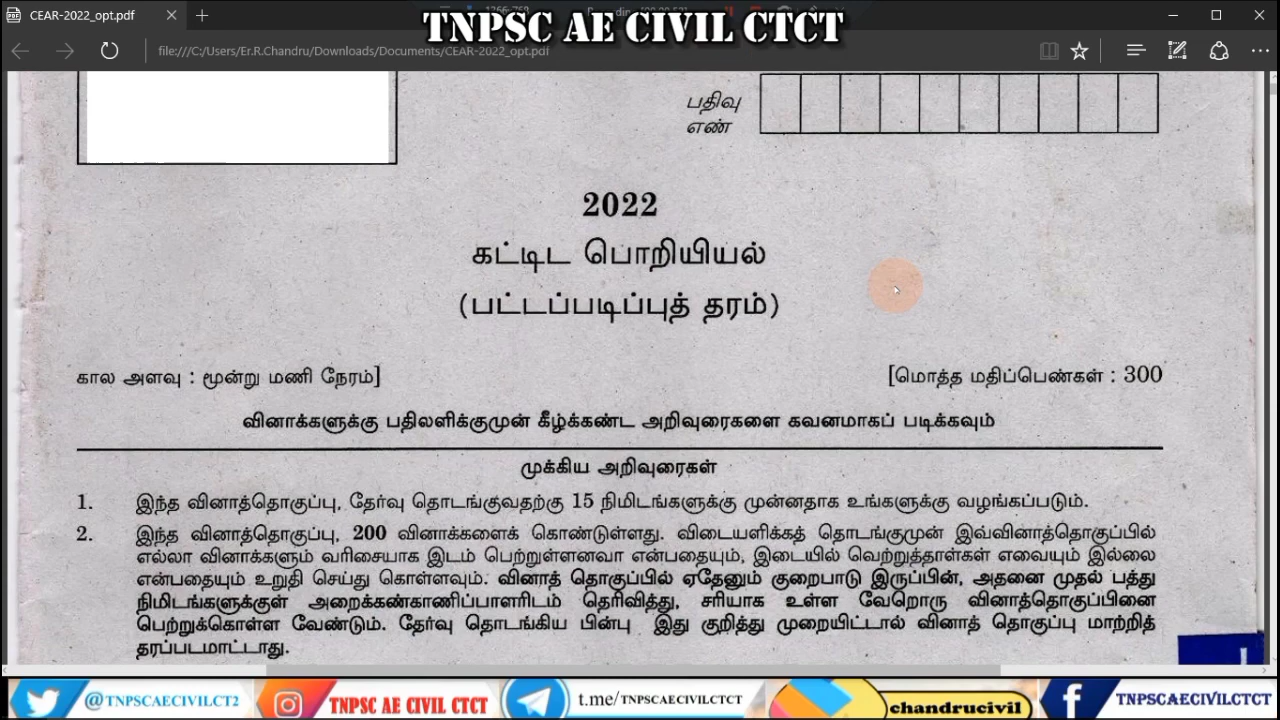 CEAR-2022_opt.pdf
TNPSC AE CIVIL CTCT
file:///C:/Users/Er.R.Chandru/Downloads/Documents/CEAR-2022_opt.pdf
பதிவு
எண்
2022
கட்டிட பொறியியல்
(பட்டப்படிப்புத் தரம்)
கால அளவு : மூன்று மணி நேரம்] [மொத்த மதிப்பெண்கள் : 300
வினாக்களுக்கு பதிலளிக்குமுன் கீழ்க்கண்ட அறிவுரைகளை கவனமாகப் படிக்கவும்
முக்கிய அறிவுரைகள்
1. இந்த வினாத்தொகுப்பு, தேர்வு தொடங்குவதற்கு 15 நிமிடங்களுக்கு முன்னதாக உங்களுக்கு வழங்கப்படும்.
2. இந்த வினாத்தொகுப்பு, 200 வினாக்களைக் கொண்டுள்ளது. விடையளிக்கத் தொடங்குமுன் இவ்வினாத்தொகுப்பில்
எல்லா வினாக்களும் வரிசையாக இடம் பெற்றுள்ளனவா என்பதையும், இடையில் வெற்றுத்தாள்கள் எவையும் இல்லை
என்பதையும் உறுதி செய்து கொள்ளவும். வினாத் தொகுப்பில் ஏதேனும் குறைபாடு இருப்பின், அதனை முதல் பத்து
நிமிடங்களுக்குள் அறைக்கண்காணிப்பாளரிடம் தெரிவித்து, சரியாக உள்ள வேறொரு வினாத்தொகுப்பினை
பெற்றுக்கொள்ள வேண்டும். தேர்வு தொடங்கிய பின்பு இது குறித்து முறையிட்டால் வினாத் தொகுப்பு மாற்றித்
தரப்படமாட்டாது.
@TNPSCAECIVILCT2 TNPSC AE CIVIL CTCT t.me/TNPSCAECIVILCTCT chandrucivil TNPSCAECIVILCTCT